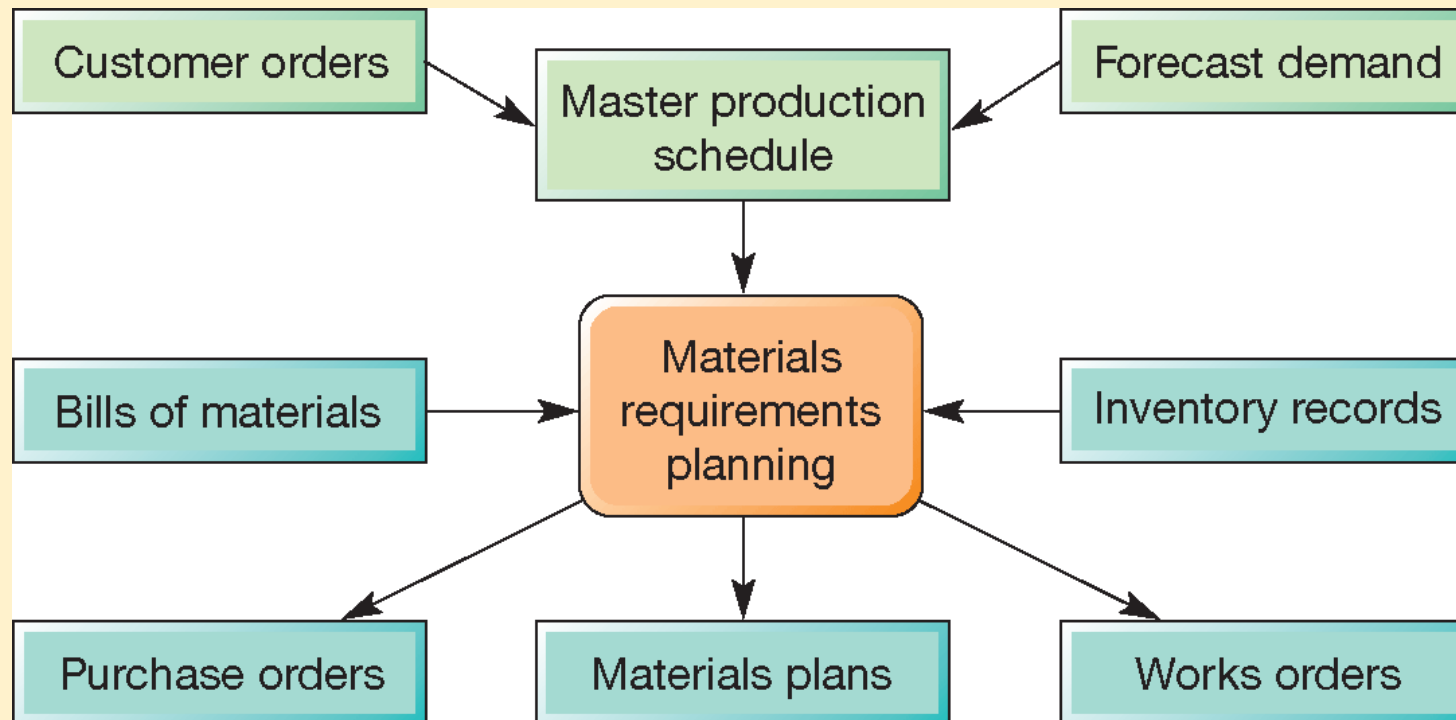 Customer orders
Master production
schedule
Forecast demand
Bills of materials
Materials
requirements
planning
Inventory records
Purchase orders
Materials plans
Works orders